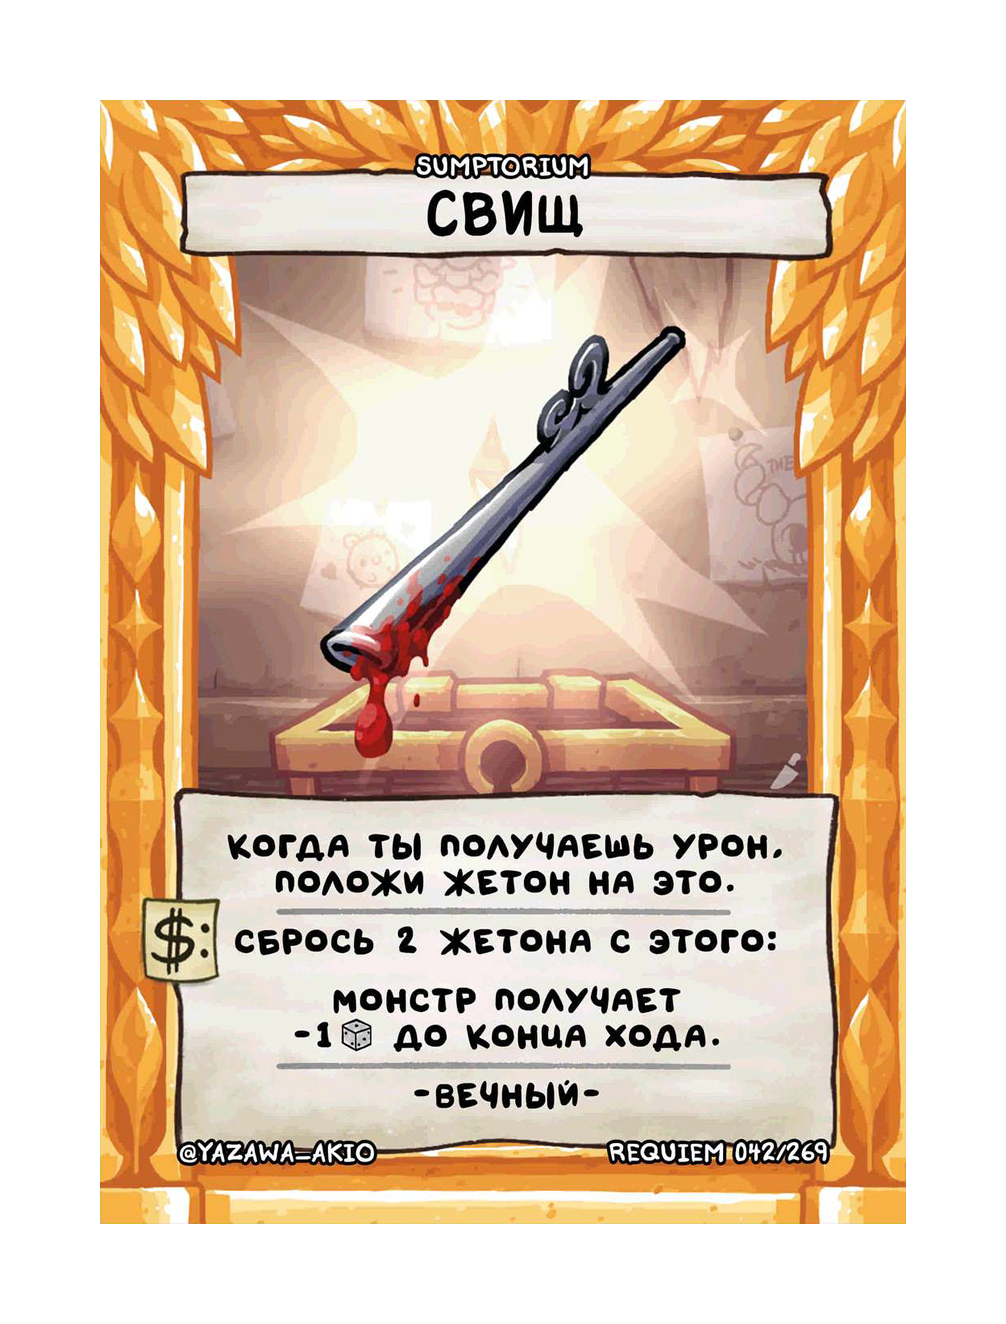 SUMPTORIUM
СВИЩ
THE
КОГДА ТЫ ПОЛУЧАЕШЬ УРОН,
ПОЛОЖИ ЖЕТОН НА ЭТО.
$: СБРОСЬ 2 ЖЕТОНА С ЭТОГО:
МОНСТР ПОЛУЧАЕТ
-1 ДО КОНЦА ХОДА.
-ВЕЧНЫЙ-
@YAZAWA_AKIO REQUIEM 042/269